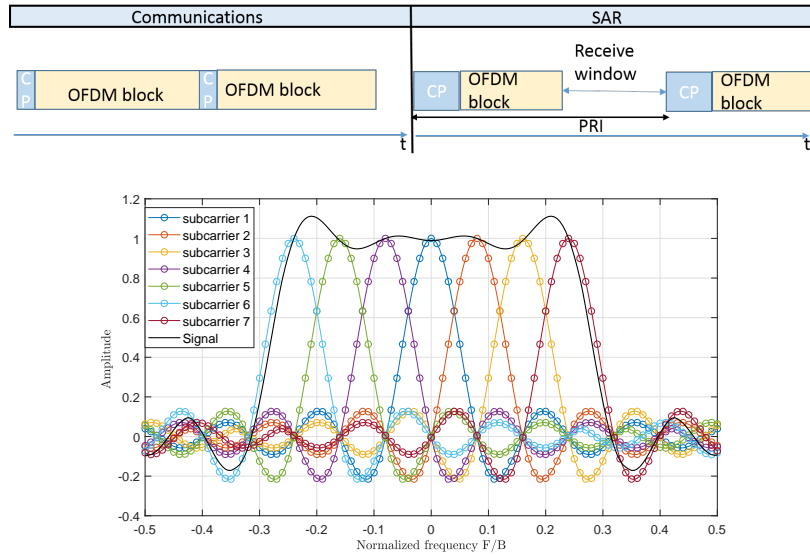 Communications SAR
Receive
window
CP OFDM block CP OFDM block CP OFDM block CP OFDM block
PRI
t t
1.2
1
0.8
0.6
0.4
0.2
0
-0.2
-0.4
Amplitude
subcarrier 1
subcarrier 2
subcarrier 3
subcarrier 4
subcarrier 5
subcarrier 6
subcarrier 7
Signal
-0.5 -0.4 -0.3 -0.2 -0.1 0 0.1 0.2 0.3 0.4 0.5
Normalized frequency F/B